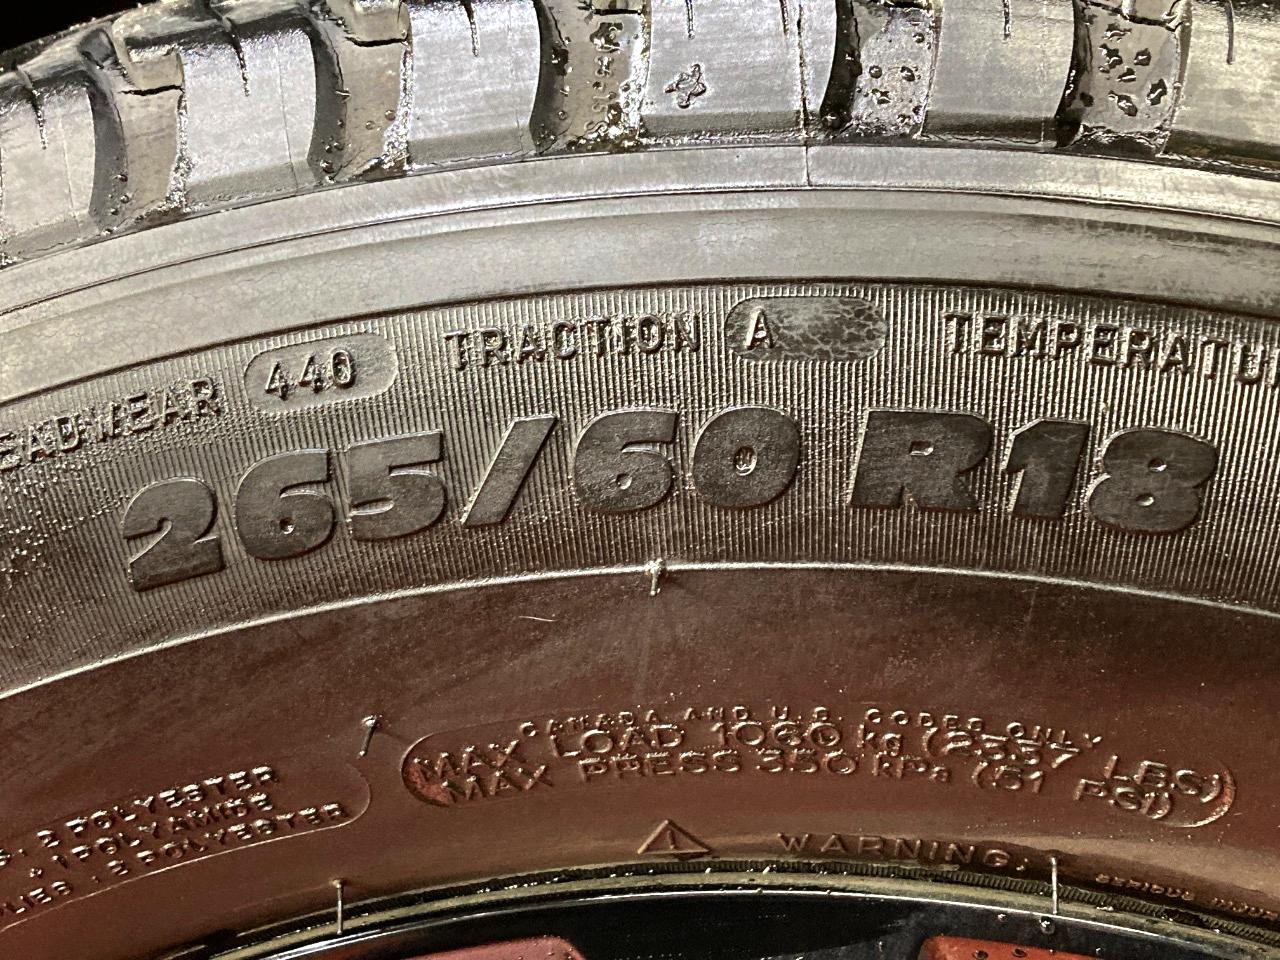 EADWEAR 440 TRACTION A TEMPERATU
265/60 R18
CANADA AND U.S. CODES ONLY
MAX LOAD 1060 kg (2337 LBS)
MAX PRESS 350 kPa (51 PSI)
S: 2 POLYESTER
+ 1 POLYAMIDE
PLIES : 2 POLYESTER
WARNING:
SERIOUS